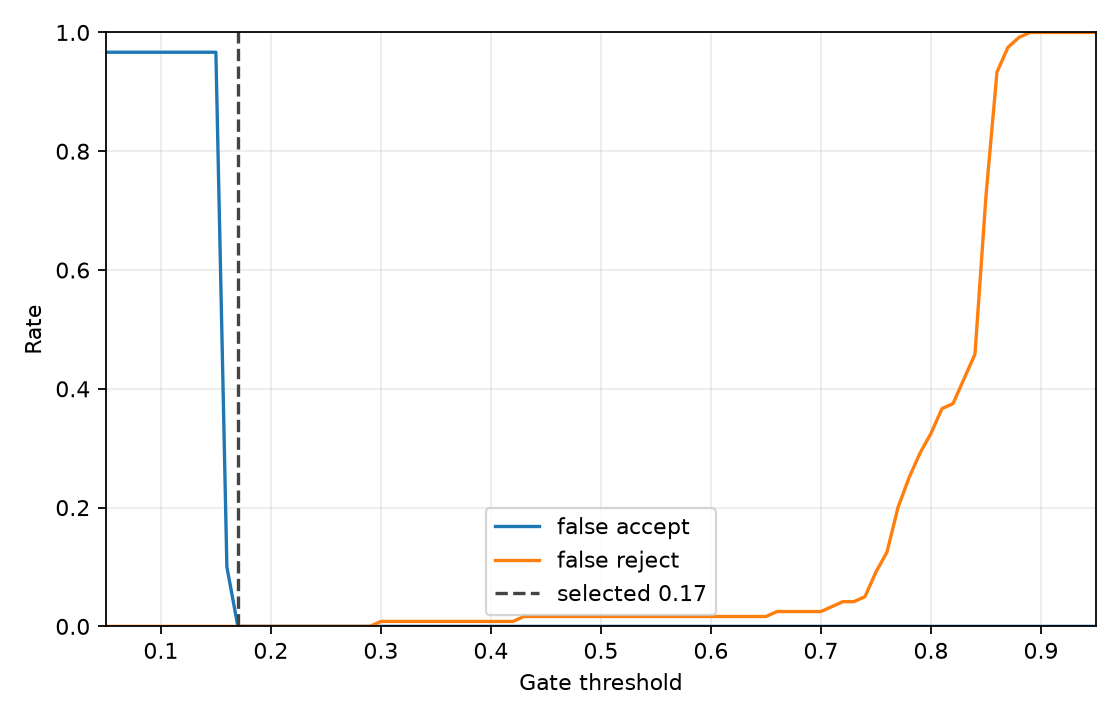 1.0
0.8
0.6
0.4
0.2
0.0
Rate
false accept
false reject
selected 0.17
0.1 0.2 0.3 0.4 0.5 0.6 0.7 0.8 0.9
Gate threshold